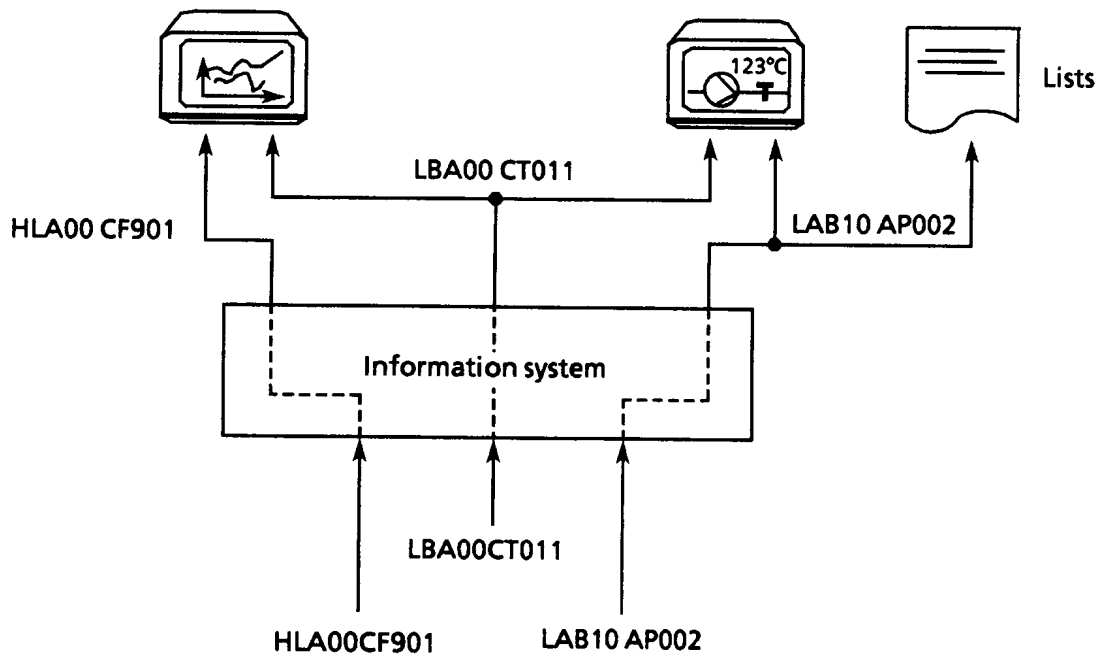 123°C
Lists
LBA00 CT011
HLA00 CF901
LAB10 AP002
Information system
LBA00CT011
HLA00CF901
LAB10 AP002